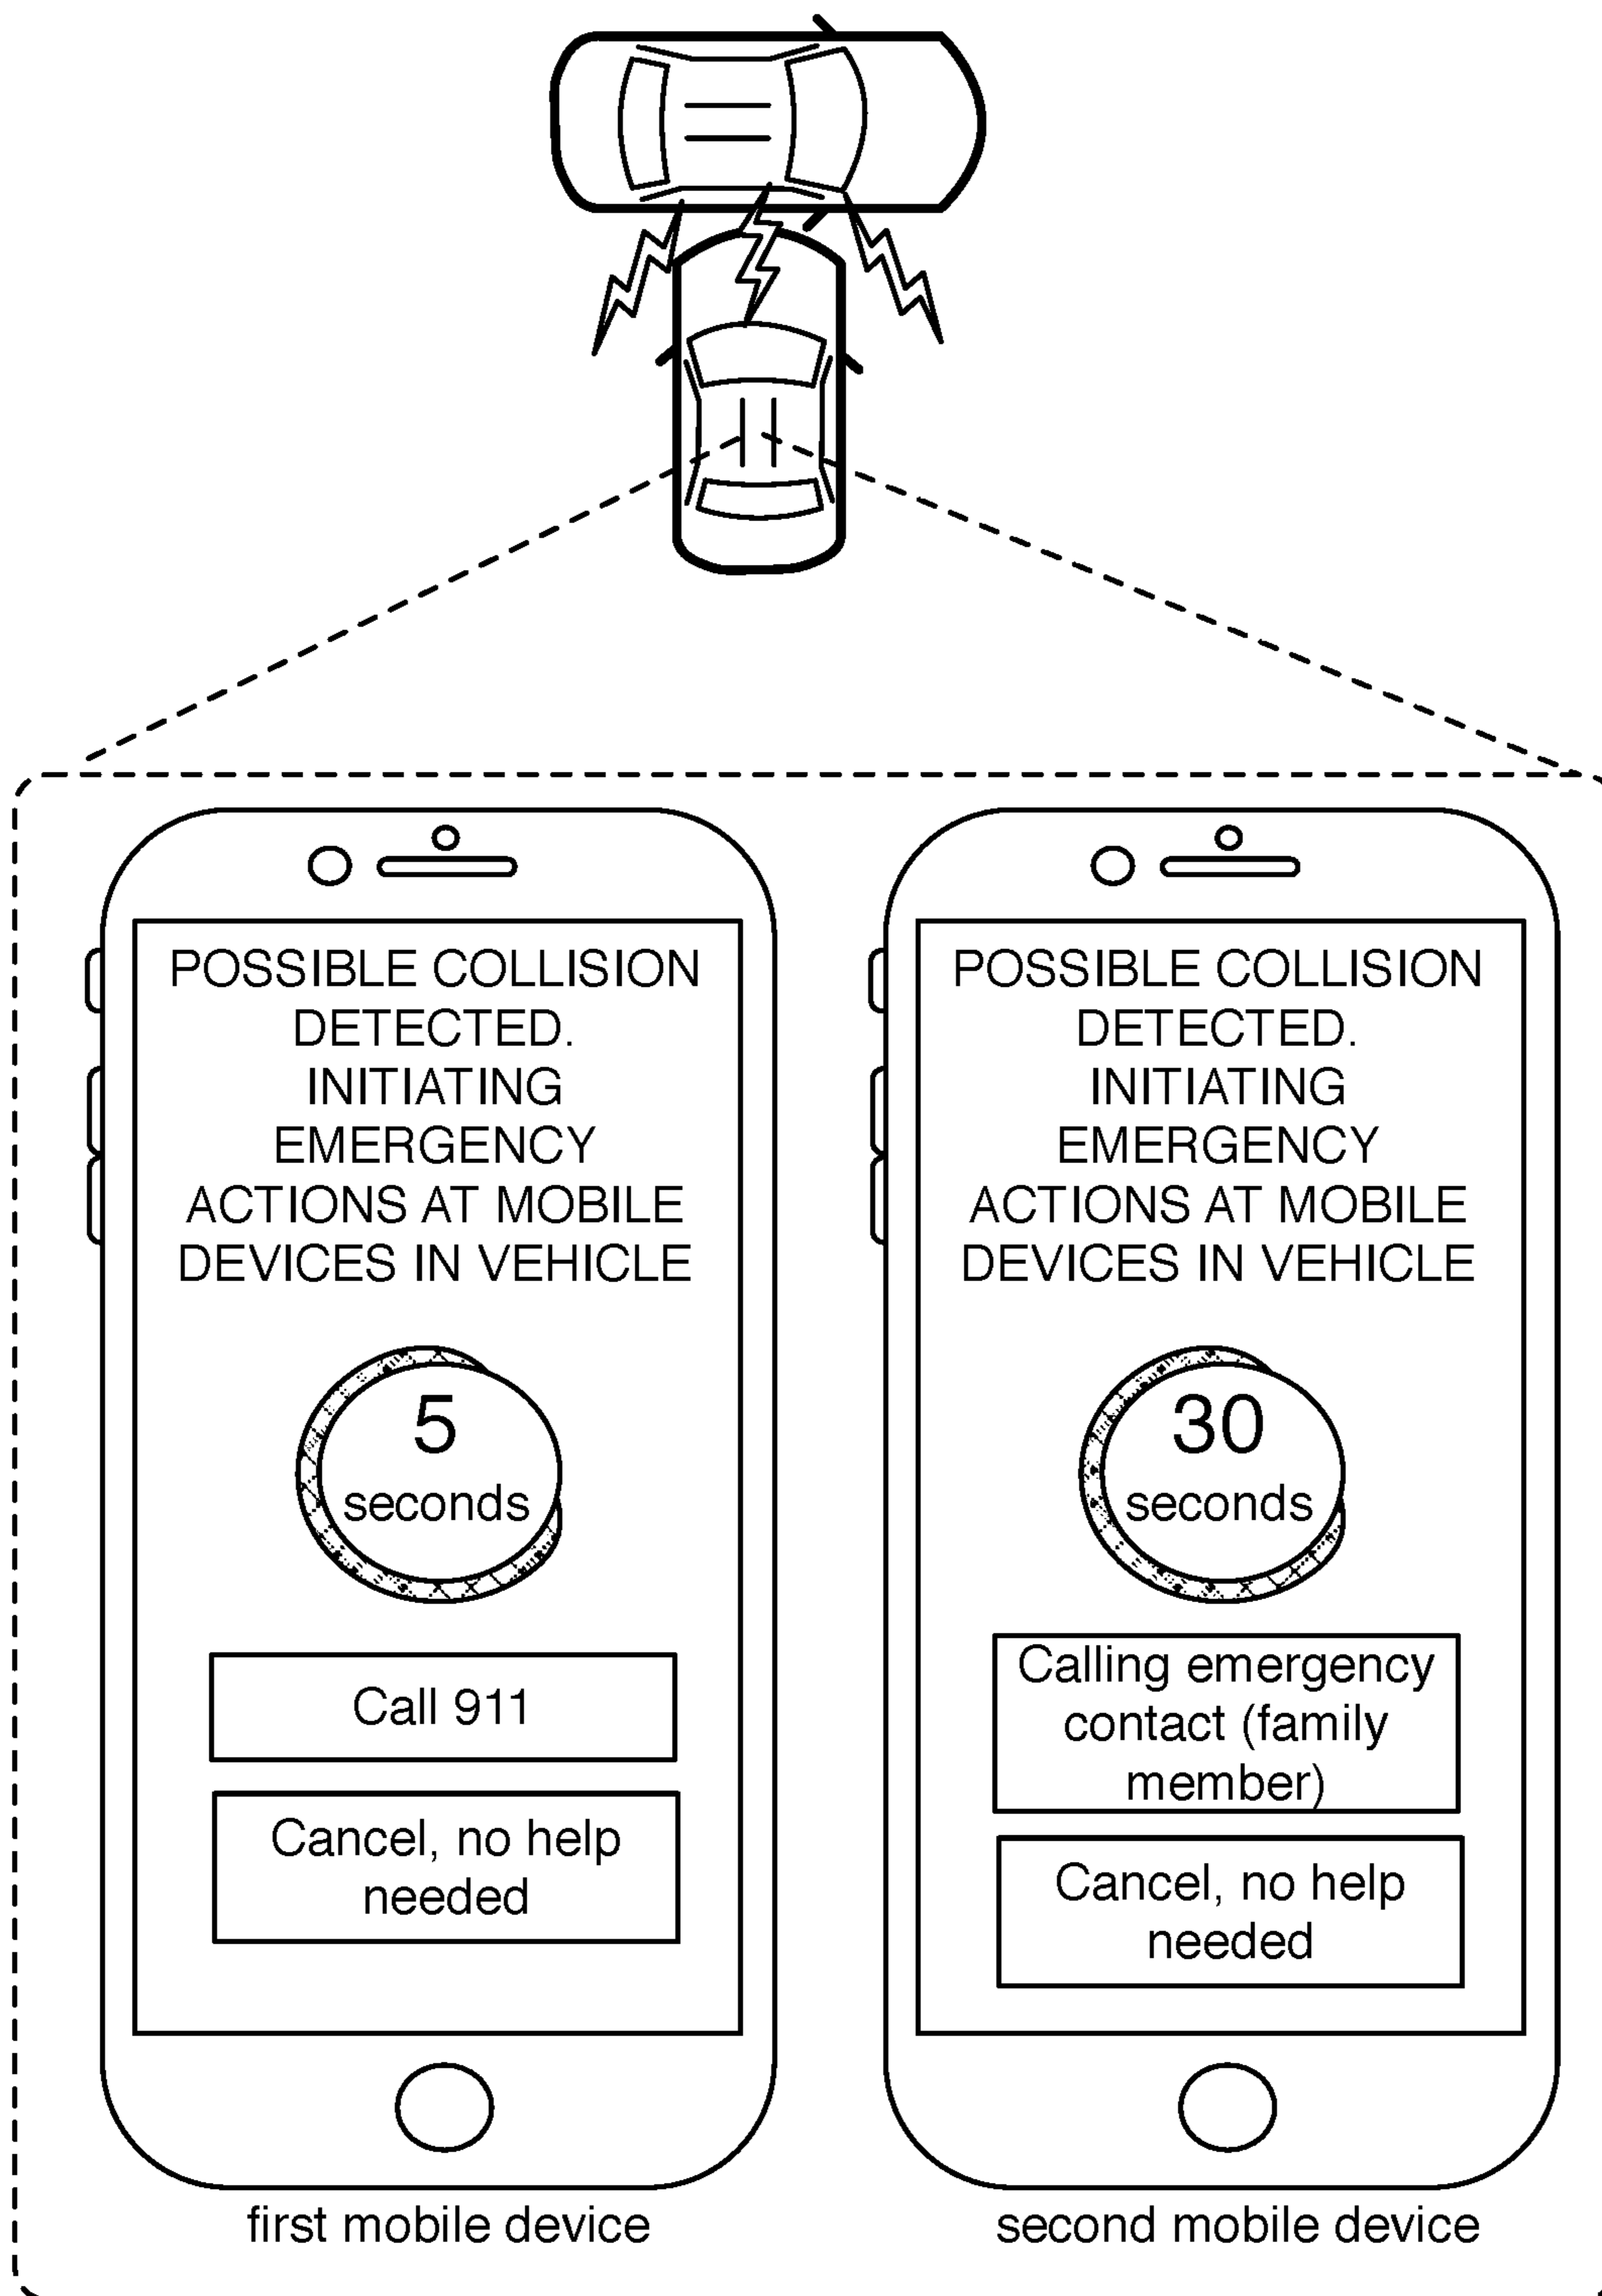 POSSIBLE COLLISION
DETECTED.
INITIATING
EMERGENCY
ACTIONS AT MOBILE
DEVICES IN VEHICLE
5
seconds
Call 911
Cancel, no help
needed
first mobile device
POSSIBLE COLLISION
DETECTED.
INITIATING
EMERGENCY
ACTIONS AT MOBILE
DEVICES IN VEHICLE
30
seconds
Calling emergency
contact (family
member)
Cancel, no help
needed
second mobile device